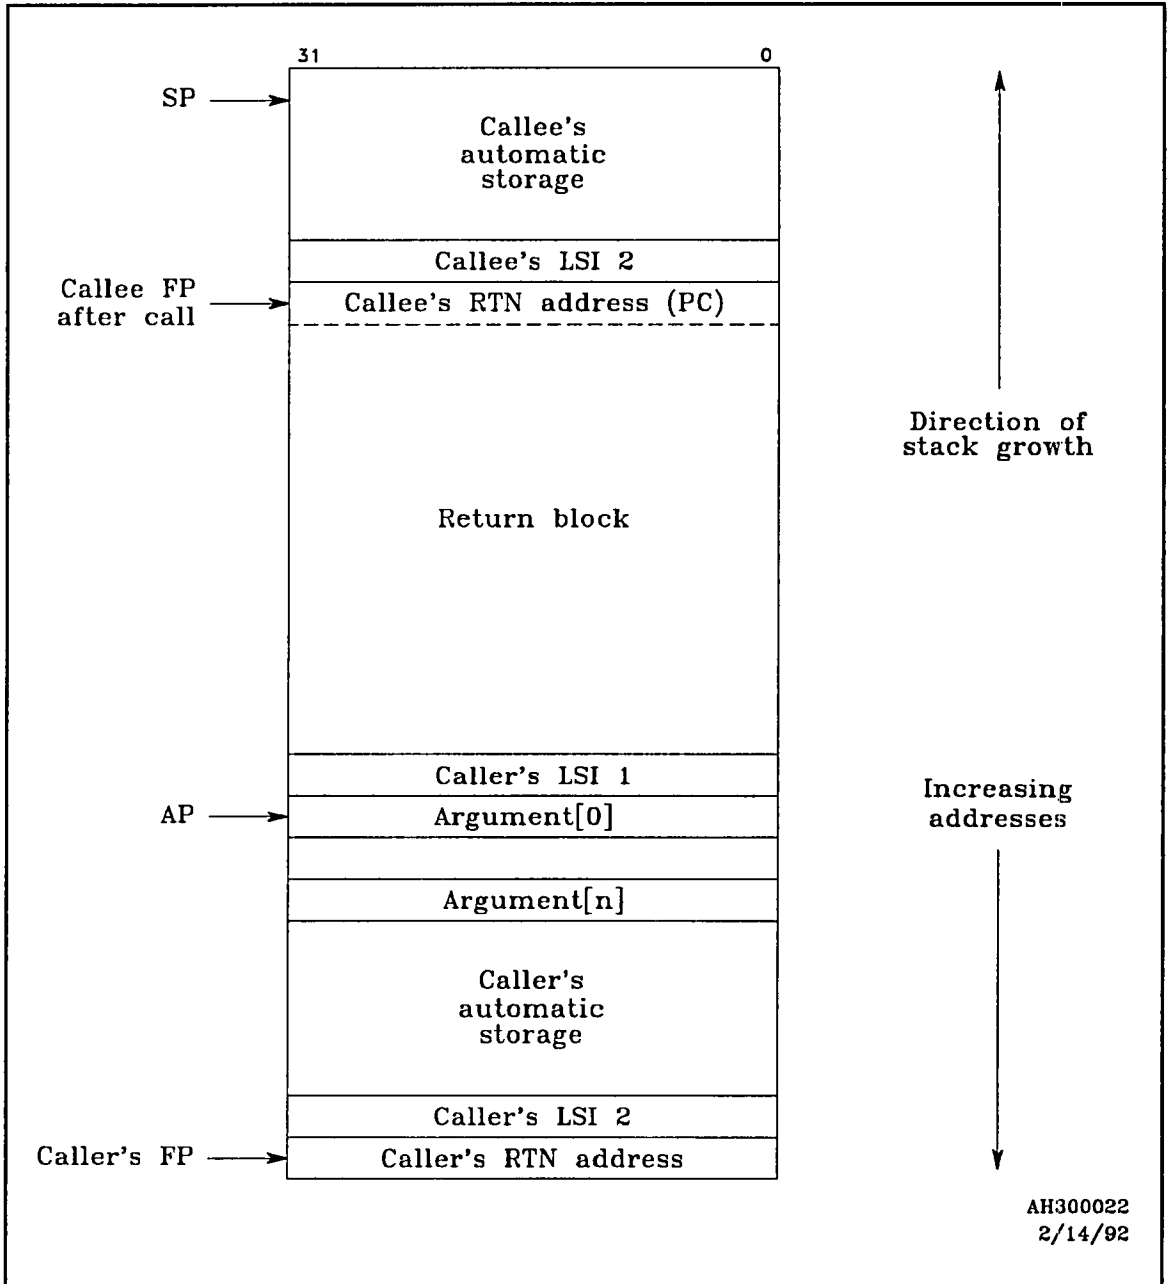 31 0
SP
Callee's
automatic
storage
Callee's LSI 2
Callee FP
after call
Callee's RTN address (PC)
Direction of
stack growth
Return block
Caller's LSI 1
Increasing
addresses
AP
Argument[0]
Argument[n]
Caller's
automatic
storage
Caller's LSI 2
Caller's FP
Caller's RTN address
AH300022
2/14/92